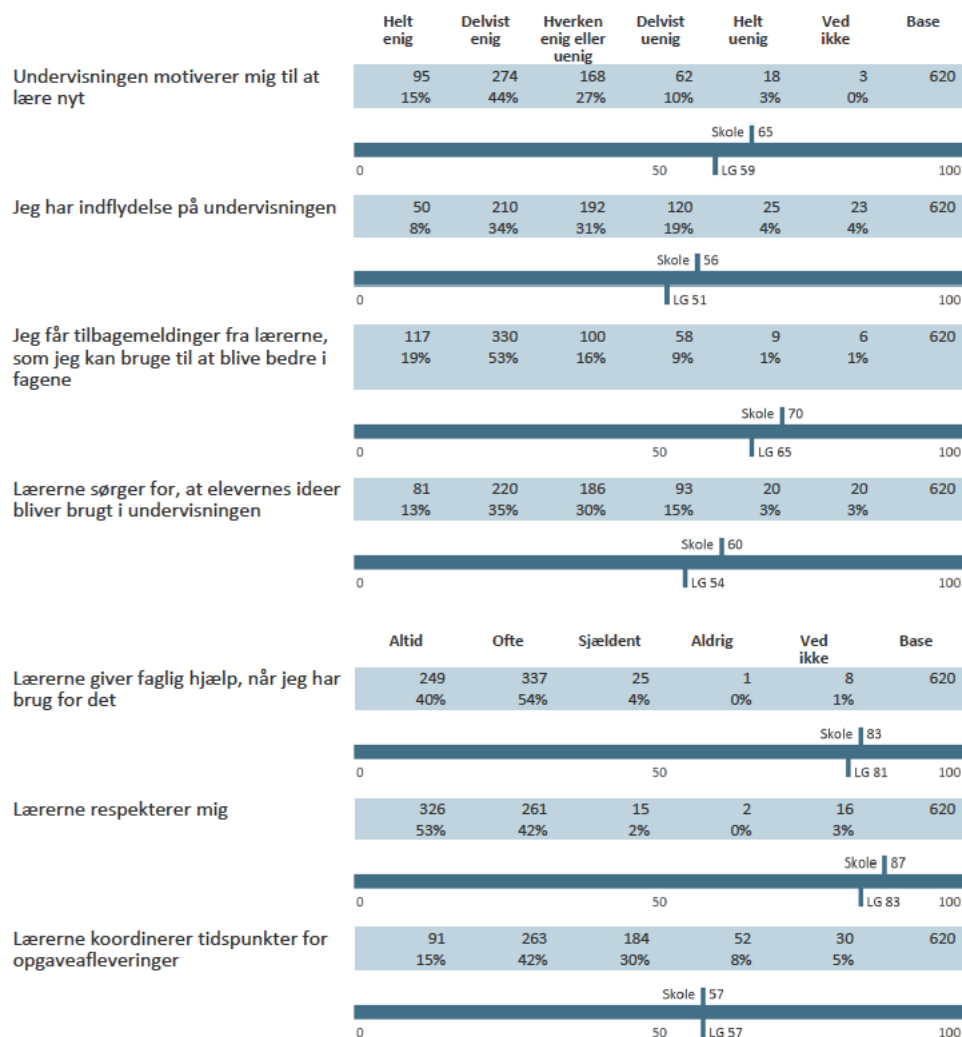 Helt enig Delvist enig Hverken enig eller uenig Delvist uenig Helt uenig Ved ikke Base
Undervisningen motiverer mig til at lære nyt
95 274 168 62 18 3 620
15% 44% 27% 10% 3% 0%
Skole 65
0 50 LG 59 100
Jeg har indflydelse på undervisningen
50 210 192 120 25 23 620
8% 34% 31% 19% 4% 4%
Skole 56
0 LG 51 100
Jeg får tilbagemeldinger fra lærerne, som jeg kan bruge til at blive bedre i fagene
117 330 100 58 9 6 620
19% 53% 16% 9% 1% 1%
Skole 70
0 50 LG 65 100
Lærerne sørger for, at elevernes ideer bliver brugt i undervisningen
81 220 186 93 20 20 620
13% 35% 30% 15% 3% 3%
Skole 60
0 LG 54 100
Altid Ofte Sjældent Aldrig Ved ikke Base
Lærerne giver faglig hjælp, når jeg har brug for det
249 337 25 1 8 620
40% 54% 4% 0% 1%
Skole 83
0 50 LG 81 100
Lærerne respekterer mig
326 261 15 2 16 620
53% 42% 2% 0% 3%
Skole 87
0 50 LG 83 100
Lærerne koordinerer tidspunkter for opgaveafleveringer
91 263 184 52 30 620
15% 42% 30% 8% 5%
Skole 57
0 50 LG 57 100